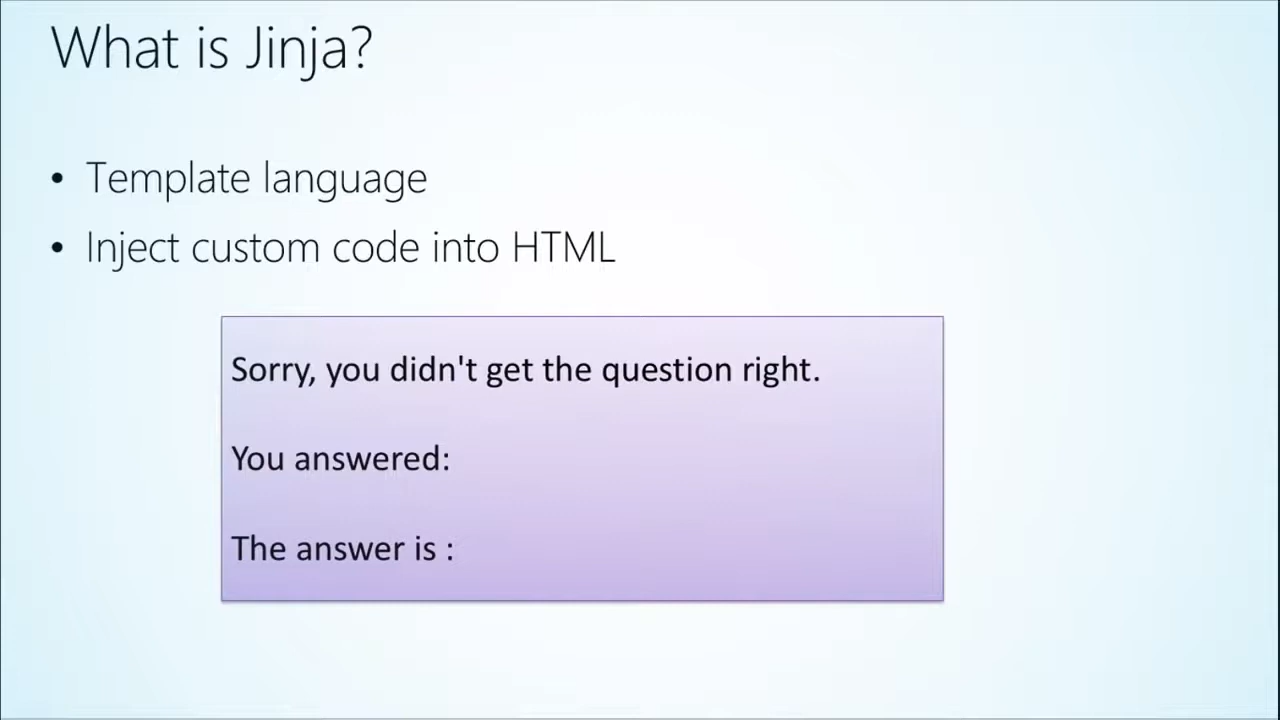 What is Jinja?
• Template language
• Inject custom code into HTML
Sorry, you didn't get the question right.
You answered:
The answer is :